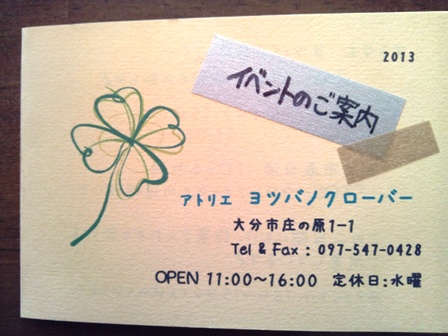 2013
イベントのご案内
アトリエ ヨツバノクローバー
大分市庄の原1-1
Tel & Fax : 097-547-0428
OPEN 11:00~16:00 定休日:水曜